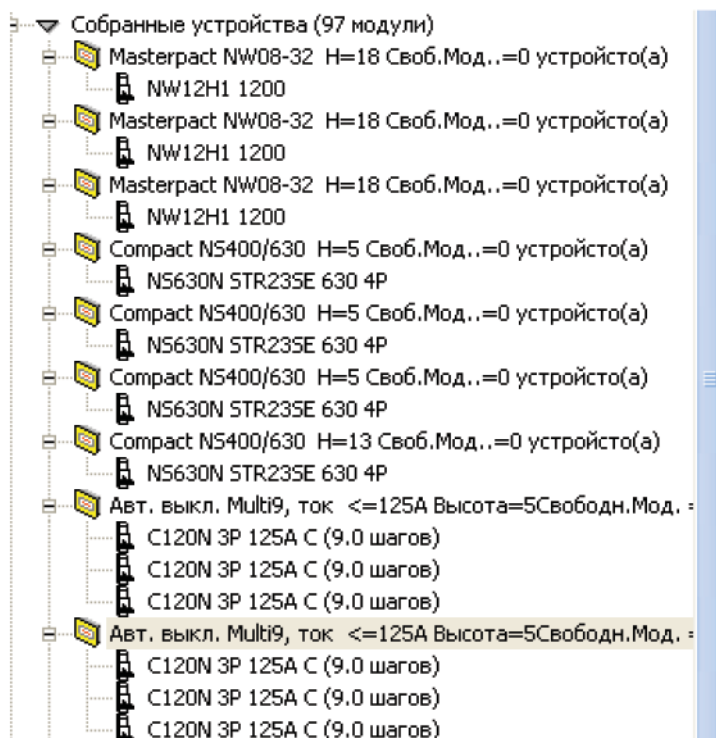 Собранные устройства (97 модули)
Masterpact NW08-32 H=18 Своб.Мод..=0 устройсто(а)
NW12H1 1200
Masterpact NW08-32 H=18 Своб.Мод..=0 устройсто(а)
NW12H1 1200
Masterpact NW08-32 H=18 Своб.Мод..=0 устройсто(а)
NW12H1 1200
Compact NS400/630 H=5 Своб.Мод..=0 устройсто(а)
NS630N STR23SE 630 4P
Compact NS400/630 H=5 Своб.Мод..=0 устройсто(а)
NS630N STR23SE 630 4P
Compact NS400/630 H=5 Своб.Мод..=0 устройсто(а)
NS630N STR23SE 630 4P
Compact NS400/630 H=13 Своб.Мод..=0 устройсто(а)
NS630N STR23SE 630 4P
Авт. выкл. Multi9, ток <=125A Высота=5Свободн.Мод. =
C120N 3P 125A C (9.0 шагов)
C120N 3P 125A C (9.0 шагов)
C120N 3P 125A C (9.0 шагов)
Авт. выкл. Multi9, ток <=125A Высота=5Свободн.Мод. =
C120N 3P 125A C (9.0 шагов)
C120N 3P 125A C (9.0 шагов)
C120N 3P 125A C (9.0 шагов)